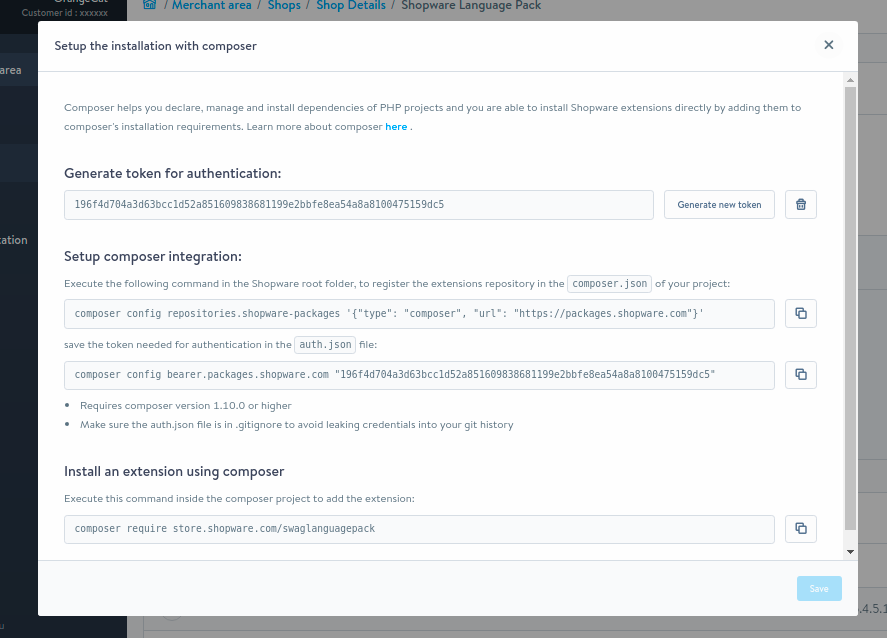 OrangeCat
Customer id : xxxxxx
/ Merchant area / Shops / Shop Details / Shopware Language Pack
Setup the installation with composer
area
Composer helps you declare, manage and install dependencies of PHP projects and you are able to install Shopware extensions directly by adding them to
composer's installation requirements. Learn more about composer here .
Generate token for authentication:
196f4d704a3d63bcc1d52a851609838681199e2bbfe8ea54a8a8100475159dc5
Generate new token
Setup composer integration:
Execute the following command in the Shopware root folder, to register the extensions repository in the composer.json of your project:
composer config repositories.shopware-packages '{"type": "composer", "url": "https://packages.shopware.com"}'
save the token needed for authentication in the auth.json file:
composer config bearer.packages.shopware.com "196f4d704a3d63bcc1d52a851609838681199e2bbfe8ea54a8a8100475159dc5"
• Requires composer version 1.10.0 or higher
• Make sure the auth.json file is in .gitignore to avoid leaking credentials into your git history
Install an extension using composer
Execute this command inside the composer project to add the extension:
composer require store.shopware.com/swaglanguagepack
Save
.4.5.1